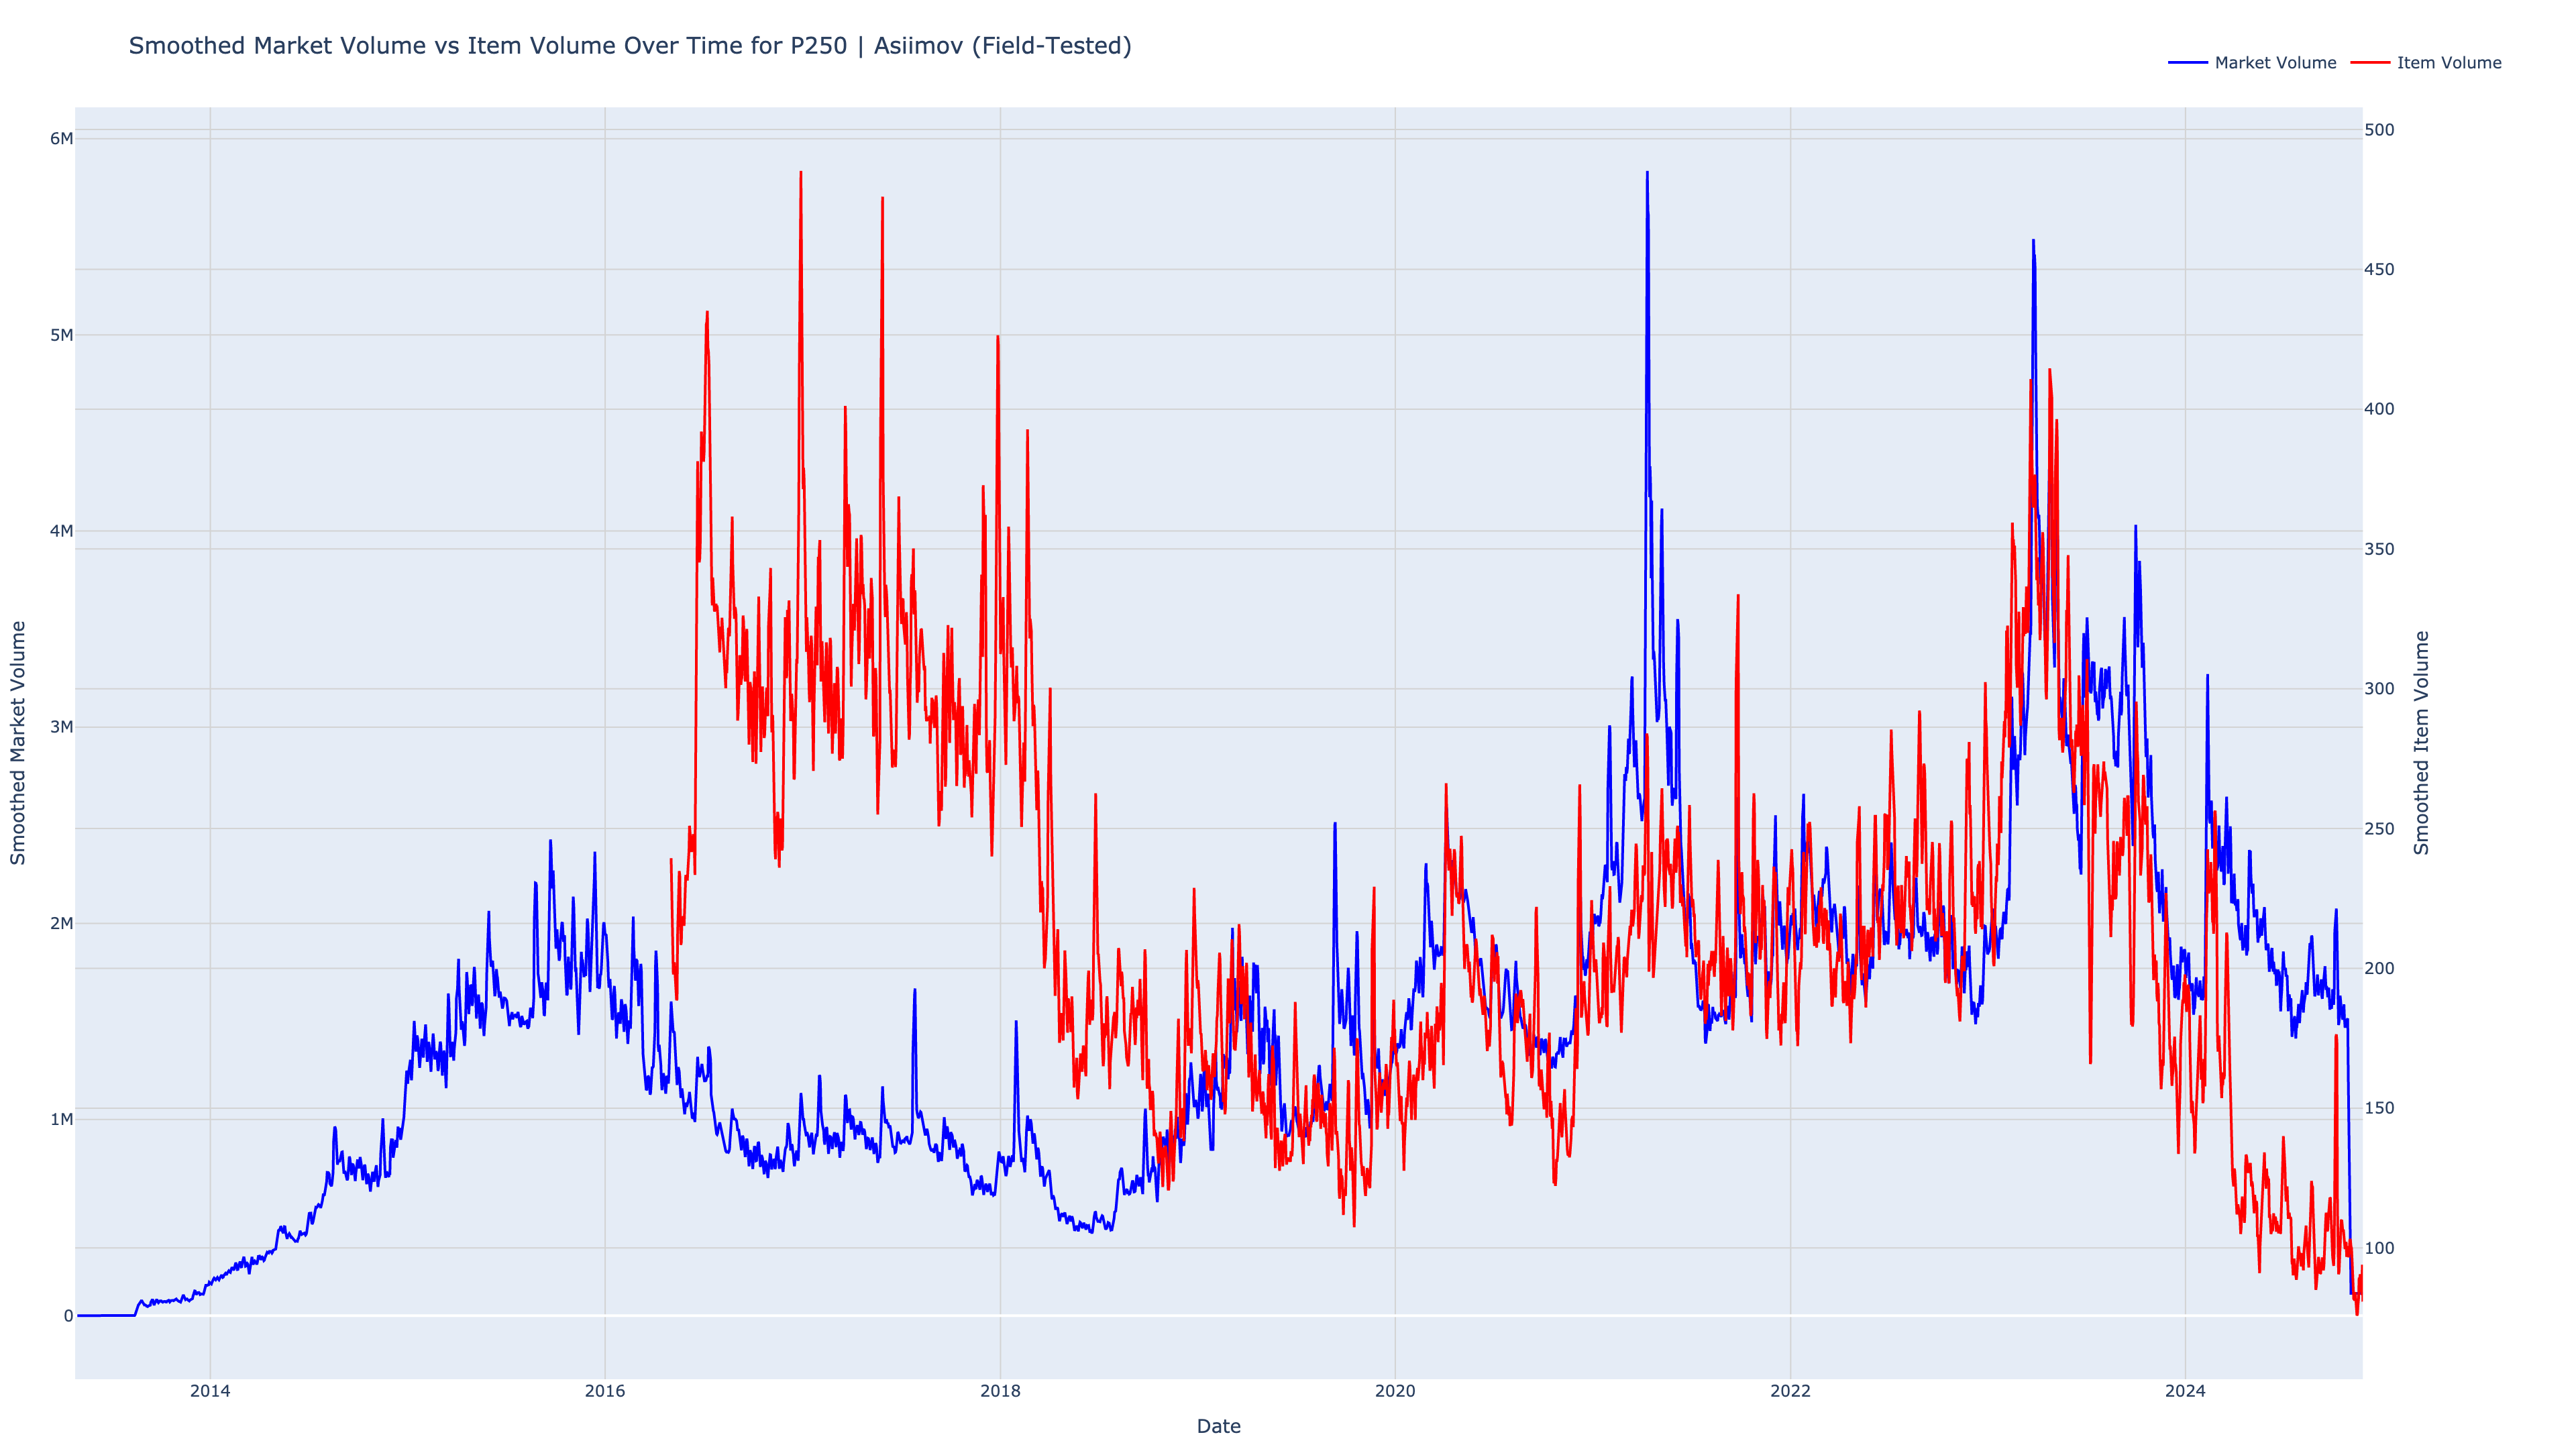 Smoothed Market Volume vs Item Volume Over Time for P250 | Asiimov (Field-Tested)
Market Volume
Item Volume
6M
5M
4M
3M
2M
1M
0
Smoothed Market Volume
500
450
400
350
300
250
200
150
100
Smoothed Item Volume
2014
2016
2018
2020
2022
2024
Date